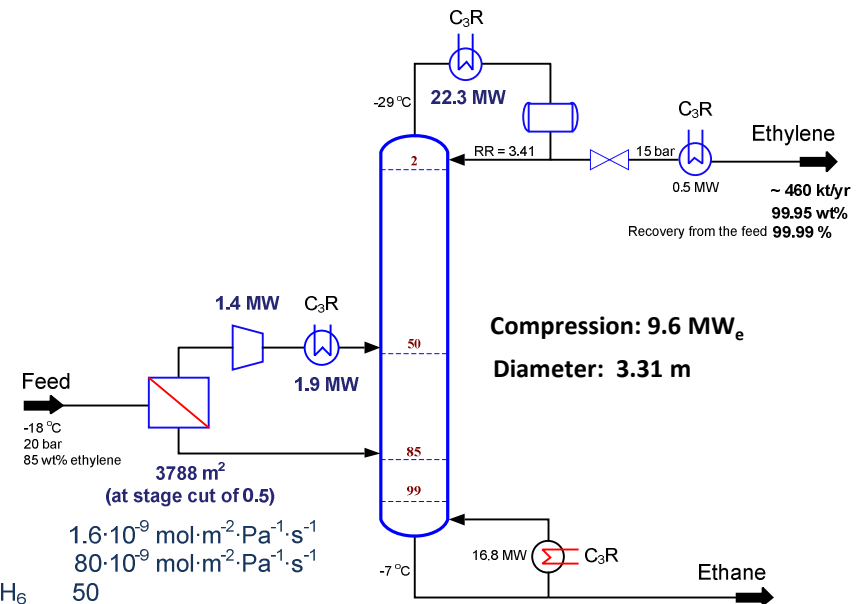 C₃R
22.3 MW
-29 °C
C₃R
Ethylene
2
RR = 3.41
15 bar
0.5 MW
~ 460 kt/yr
99.95 wt%
Recovery from the feed 99.99 %
1.4 MW
C₃R
50
1.9 MW
Compression: 9.6 MWₑ
Diameter: 3.31 m
Feed
-18 °C
20 bar
85 wt% ethylene
85
3788 m²
(at stage cut of 0.5)
99
1.6·10⁻⁹ mol·m⁻²·Pa⁻¹·s⁻¹
80·10⁻⁹ mol·m⁻²·Pa⁻¹·s⁻¹
16.8 MW
C₃R
-7 °C
H₆ 50
Ethane